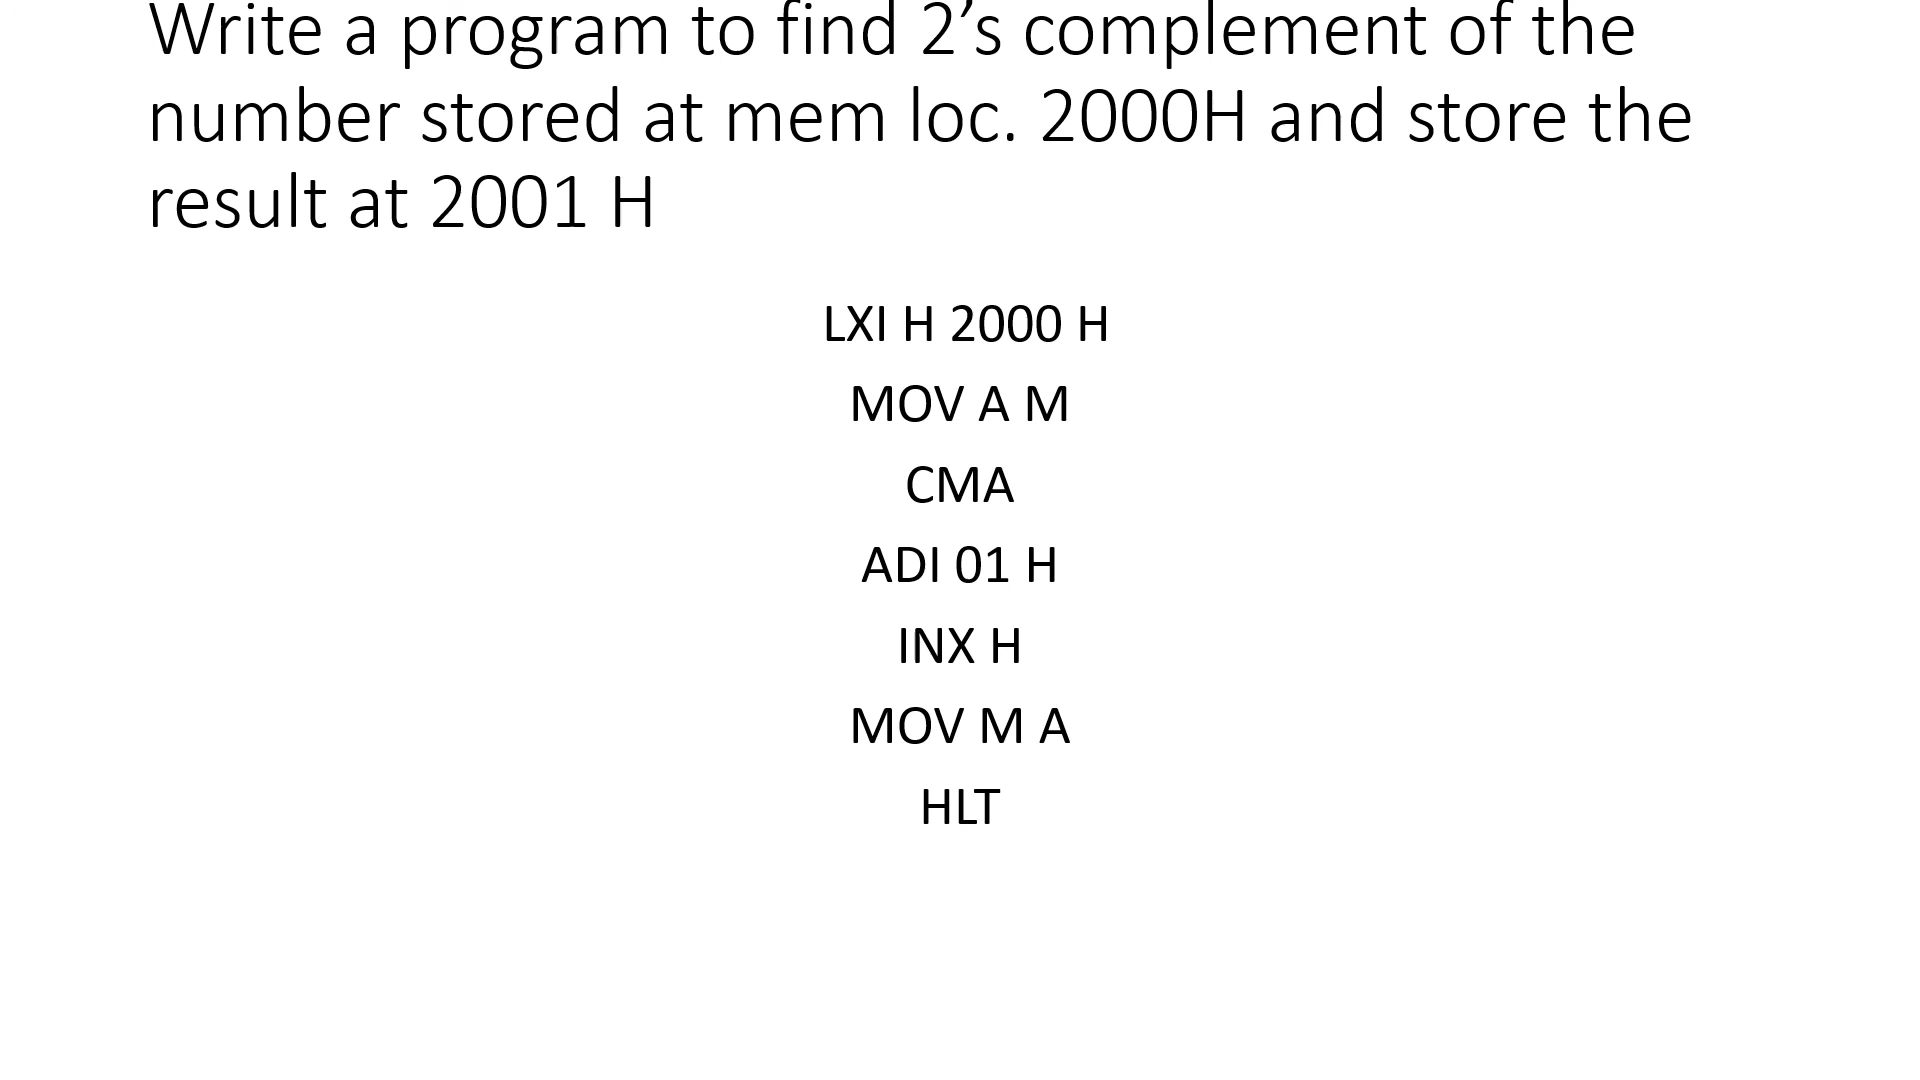 Write a program to find 2’s complement of the
number stored at mem loc. 2000H and store the
result at 2001 H
LXI H 2000 H
MOV A M
CMA
ADI 01 H
INX H
MOV M A
HLT